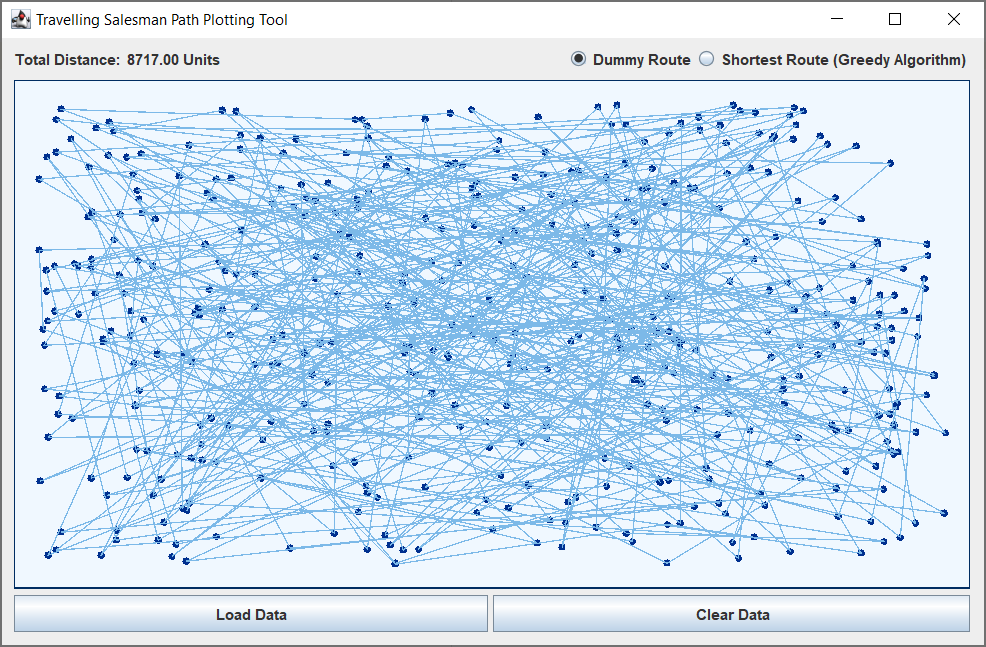 Travelling Salesman Path Plotting Tool
Total Distance: 8717.00 Units
Dummy Route Shortest Route (Greedy Algorithm)
Load Data
Clear Data